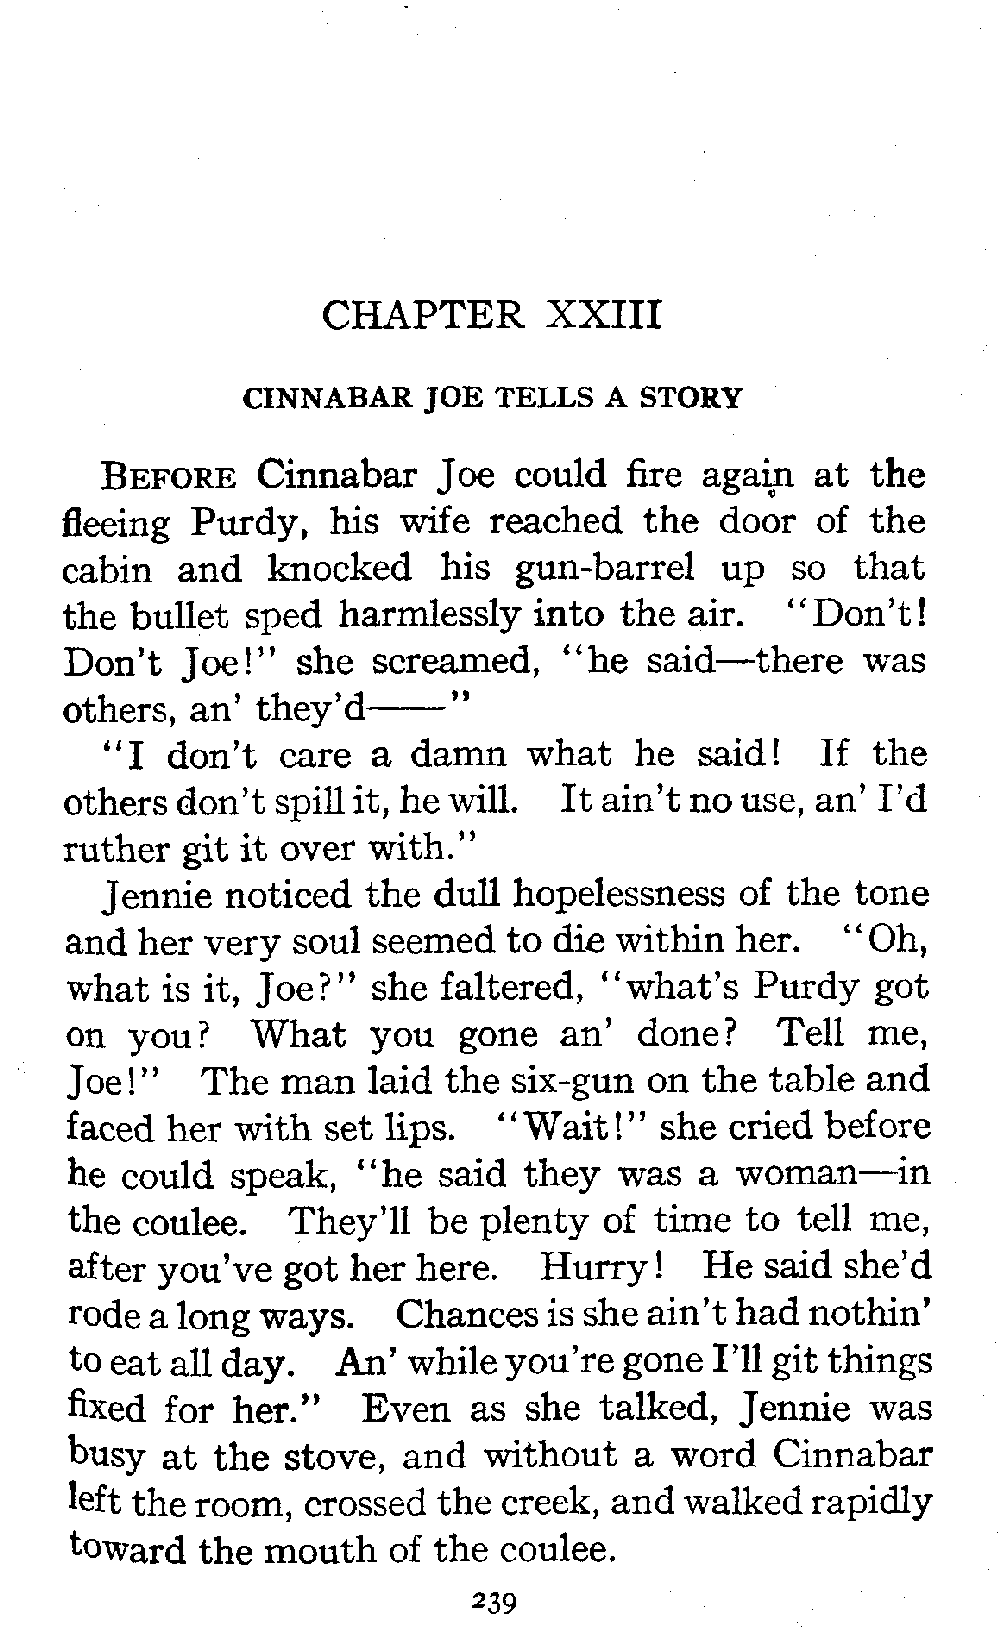 CHAPTER XXIII
CINNABAR JOE TELLS A STORY
BEFORE Cinnabar Joe could fire again at the
fleeing Purdy, his wife reached the door of the
cabin and knocked his gun-barrel up so that
the bullet sped harmlessly into the air. "Don't!
Don't Joe!" she screamed, "he said—there was
others, an' they'd——"
"I don't care a damn what he said! If the
others don't spill it, he will. It ain't no use, an' I'd
ruther git it over with."
Jennie noticed the dull hopelessness of the tone
and her very soul seemed to die within her. "Oh,
what is it, Joe?" she faltered, "what's Purdy got
on you? What you gone an' done? Tell me,
Joe!" The man laid the six-gun on the table and
faced her with set lips. "Wait!" she cried before
he could speak, "he said they was a woman—in
the coulee. They'll be plenty of time to tell me,
after you've got her here. Hurry! He said she'd
rode a long ways. Chances is she ain't had nothin'
to eat all day. An' while you're gone I'll git things
fixed for her." Even as she talked, Jennie was
busy at the stove, and without a word Cinnabar
left the room, crossed the creek, and walked rapidly
toward the mouth of the coulee.
239